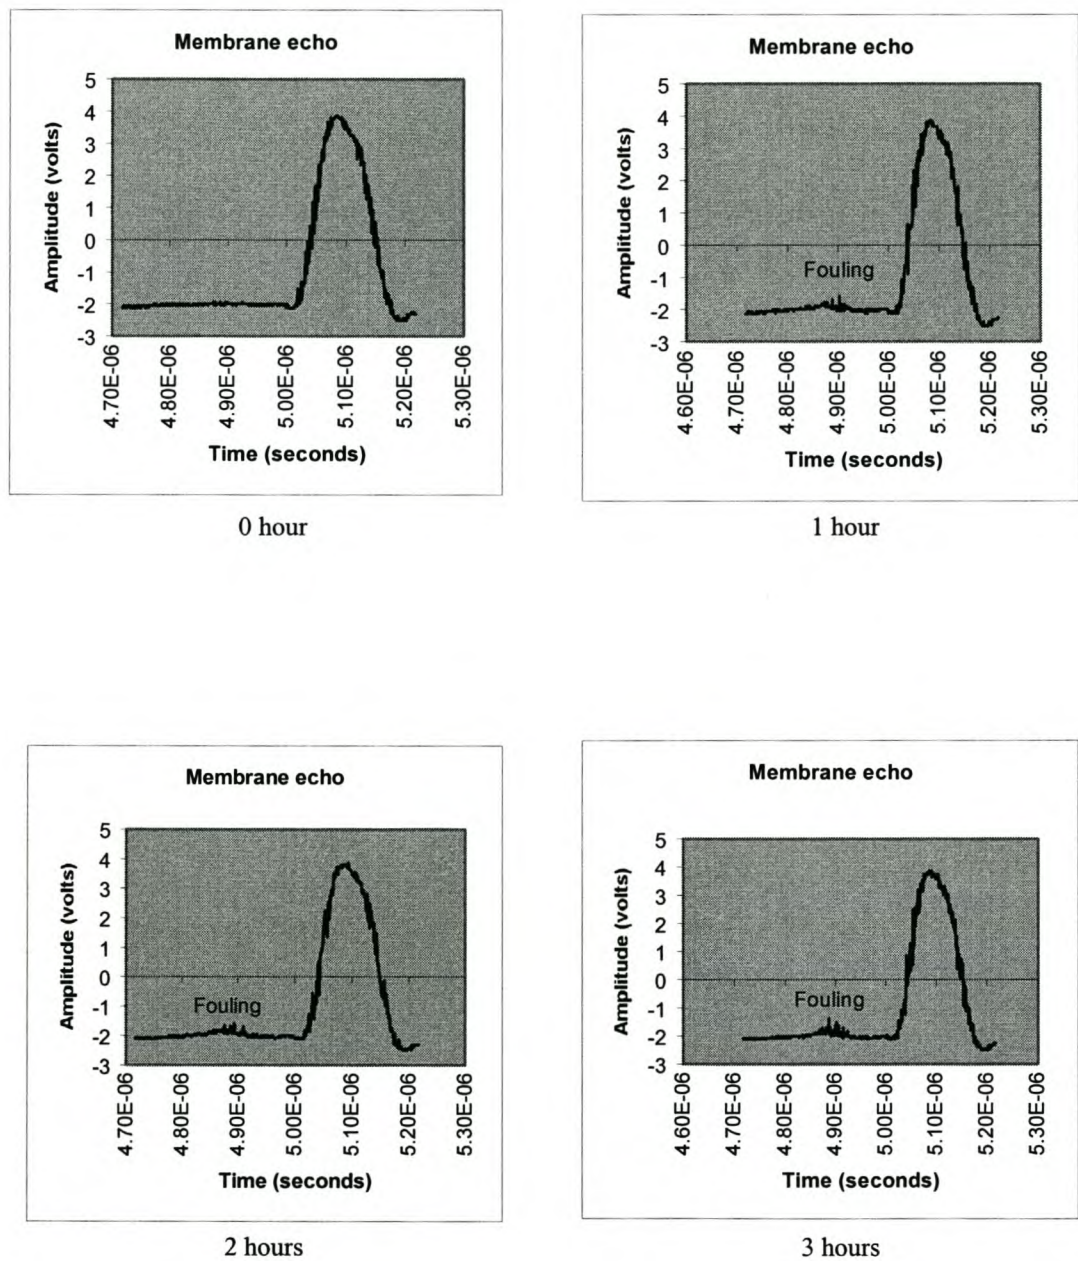 Membrane echo
5
4
3
2
1
0
-1
-2
-3
Amplitude (volts)
4.70E-06
4.80E-06
4.90E-06
5.00E-06
5.10E-06
5.20E-06
5.30E-06
Time (seconds)
0 hour
Membrane echo
5
4
3
2
1
0
-1
-2
-3
Amplitude (volts)
Fouling
4.60E-06
4.70E-06
4.80E-06
4.90E-06
5.00E-06
5.10E-06
5.20E-06
5.30E-06
Time (seconds)
1 hour
Membrane echo
5
4
3
2
1
0
-1
-2
-3
Amplitude (volts)
Fouling
4.70E-06
4.80E-06
4.90E-06
5.00E-06
5.10E-06
5.20E-06
5.30E-06
Time (seconds)
2 hours
Membrane echo
5
4
3
2
1
0
-1
-2
-3
Amplitude (volts)
Fouling
4.60E-06
4.70E-06
4.80E-06
4.90E-06
5.00E-06
5.10E-06
5.20E-06
5.30E-06
Time (seconds)
3 hours